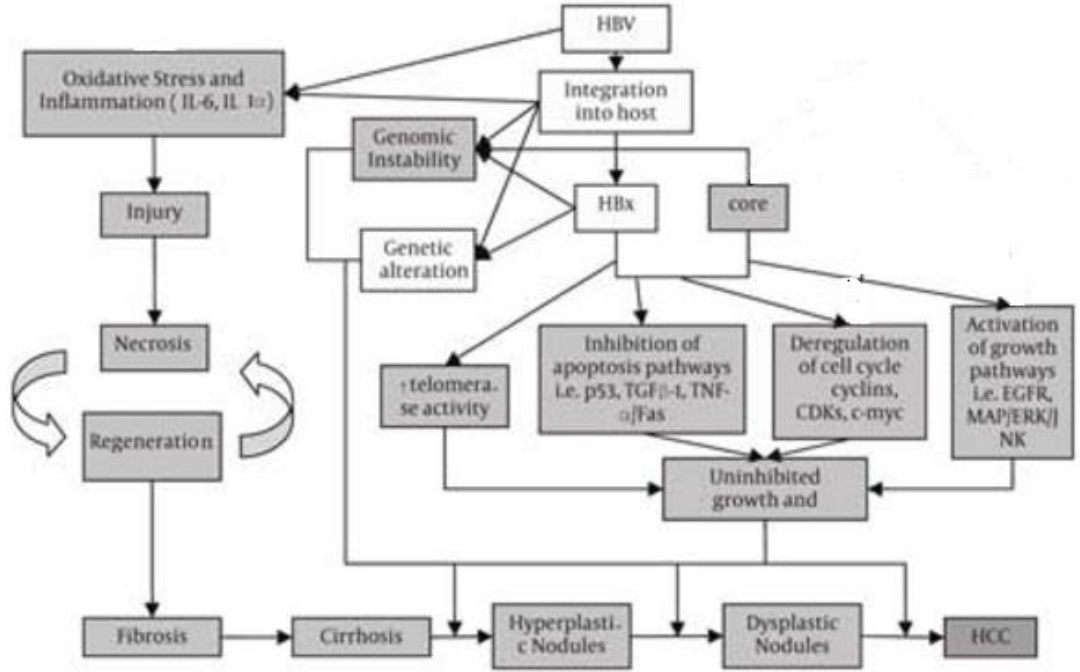 HBV
Oxidative Stress and
Inflammation ( IL-6, IL 1α)
Integration
into host
Genomic
Instability
Injury
HBx
core
Genetic
alteration
Necrosis
↑telomera-
se activity
Inhibition of
apoptosis pathways
i.e. p53, TGFβ-1, TNF-
α/Fas
Deregulation
of cell cycle
cyclins,
CDKs, c-myc
Activation
of growth
pathways
i.e. EGFR,
MAP/ERK/J
NK
Regeneration
Uninhibited
growth and
Fibrosis
Cirrhosis
Hyperplasti-
c Nodules
Dysplastic
Nodules
HCC